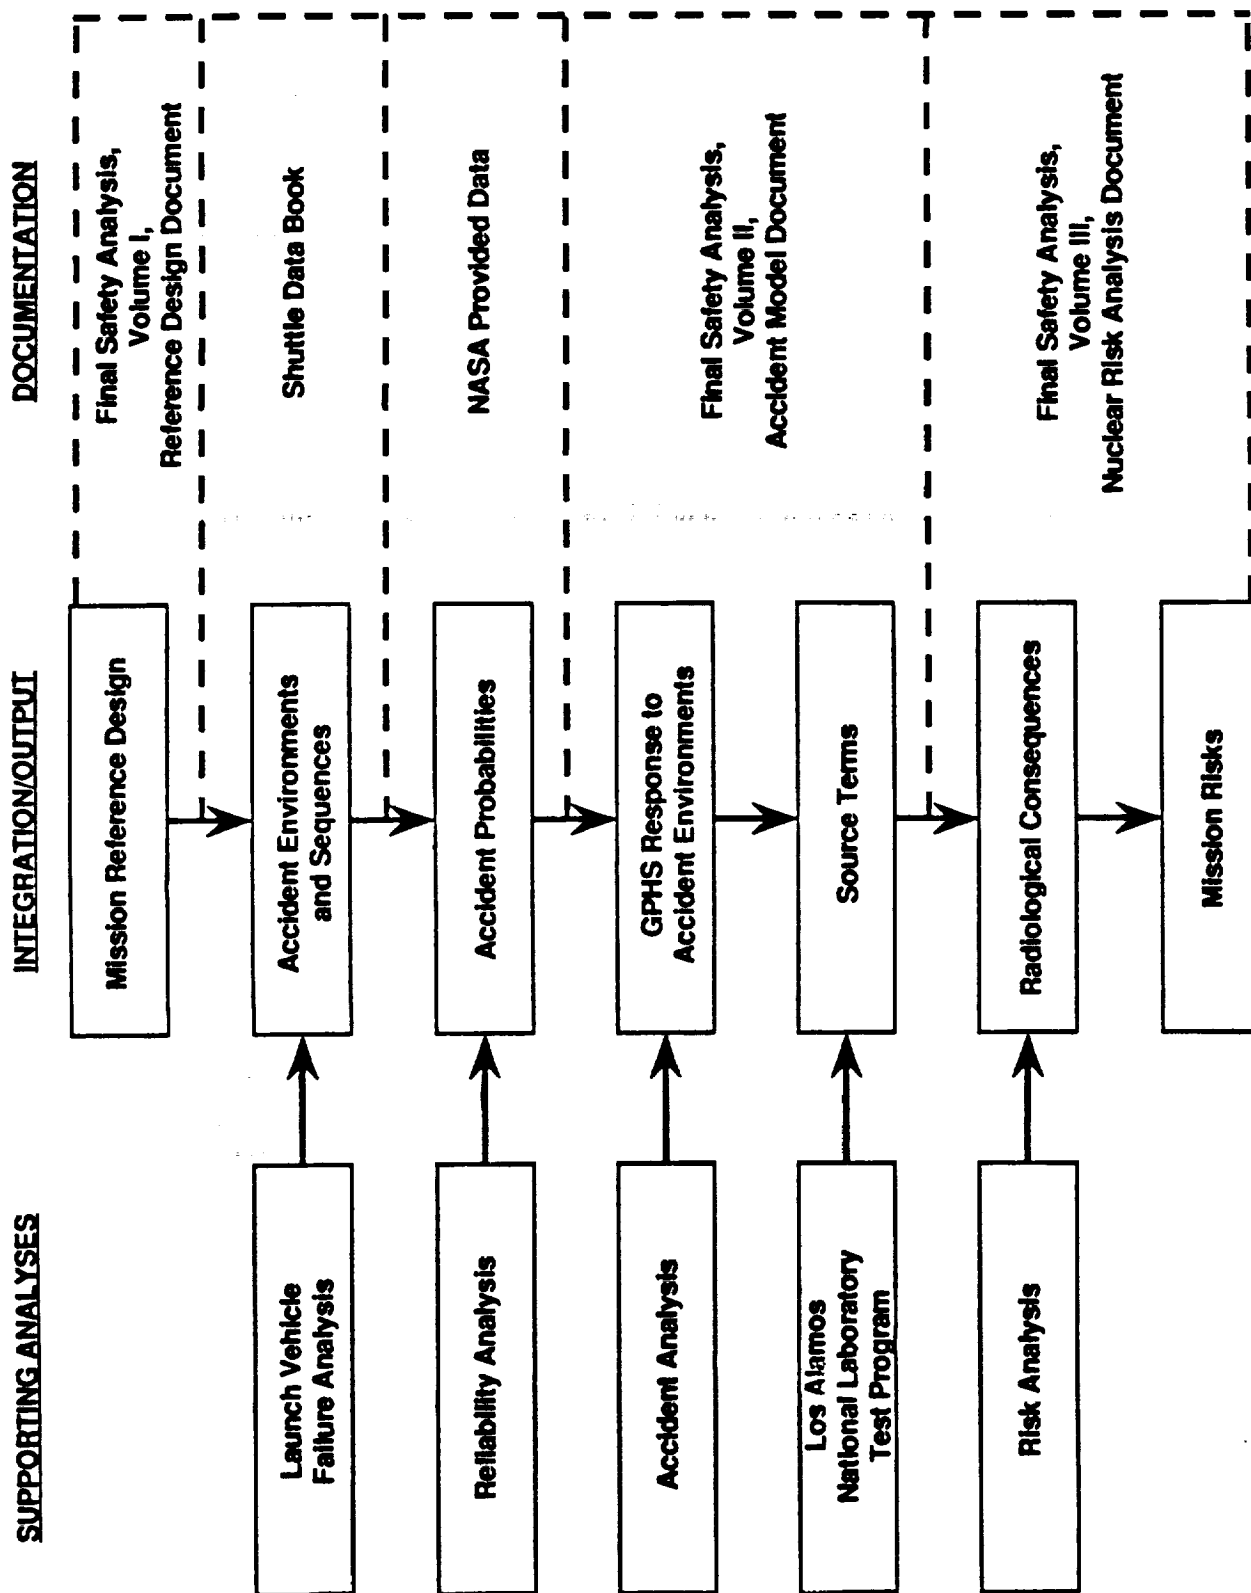 SUPPORTING ANALYSES
INTEGRATION/OUTPUT
DOCUMENTATION
Mission Reference Design
Final Safety Analysis,
Volume I,
Reference Design Document
Launch Vehicle
Failure Analysis
Accident Environments
and Sequences
Shuttle Data Book
Reliability Analysis
Accident Probabilities
NASA Provided Data
Accident Analysis
GPHS Response to
Accident Environments
Final Safety Analysis,
Volume II,
Accident Model Document
Los Alamos
National Laboratory
Test Program
Source Terms
Risk Analysis
Radiological Consequences
Final Safety Analysis,
Volume III,
Nuclear Risk Analysis Document
Mission Risks